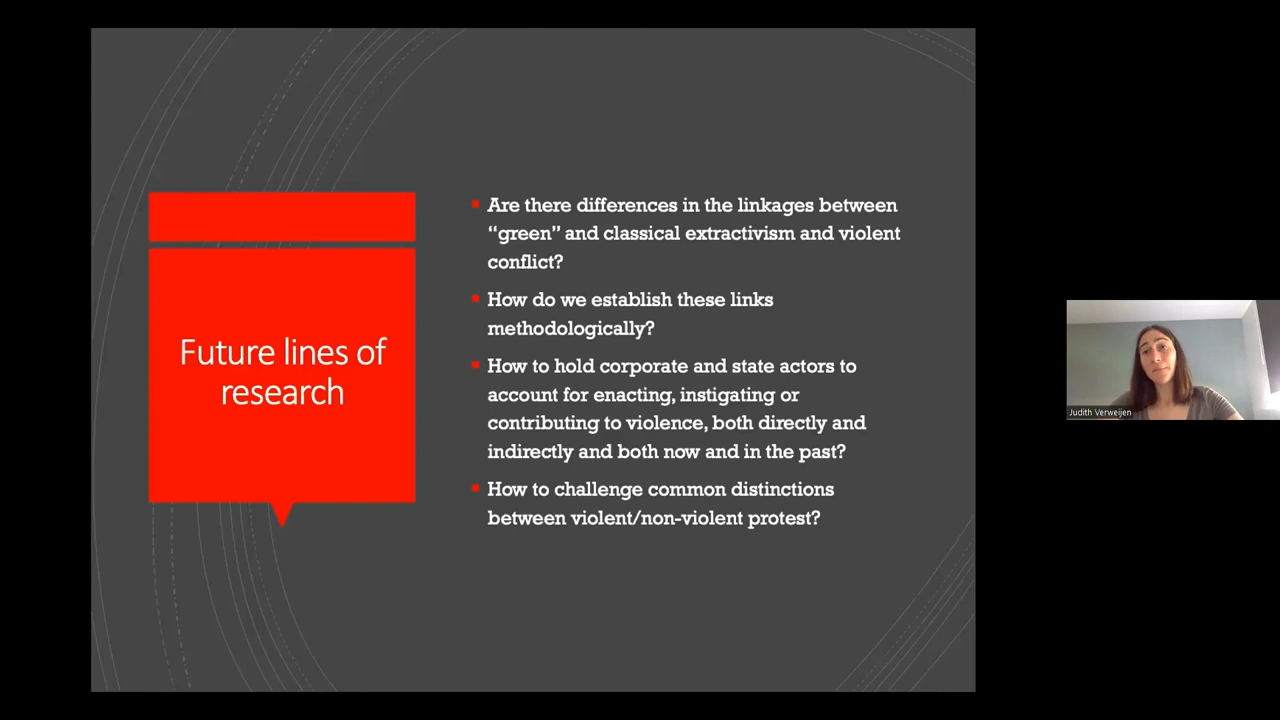 Future lines of
research
Are there differences in the linkages between
“green” and classical extractivism and violent
conflict?
How do we establish these links
methodologically?
How to hold corporate and state actors to
account for enacting, instigating or
contributing to violence, both directly and
indirectly and both now and in the past?
How to challenge common distinctions
between violent/non-violent protest?
Judith Verweijen